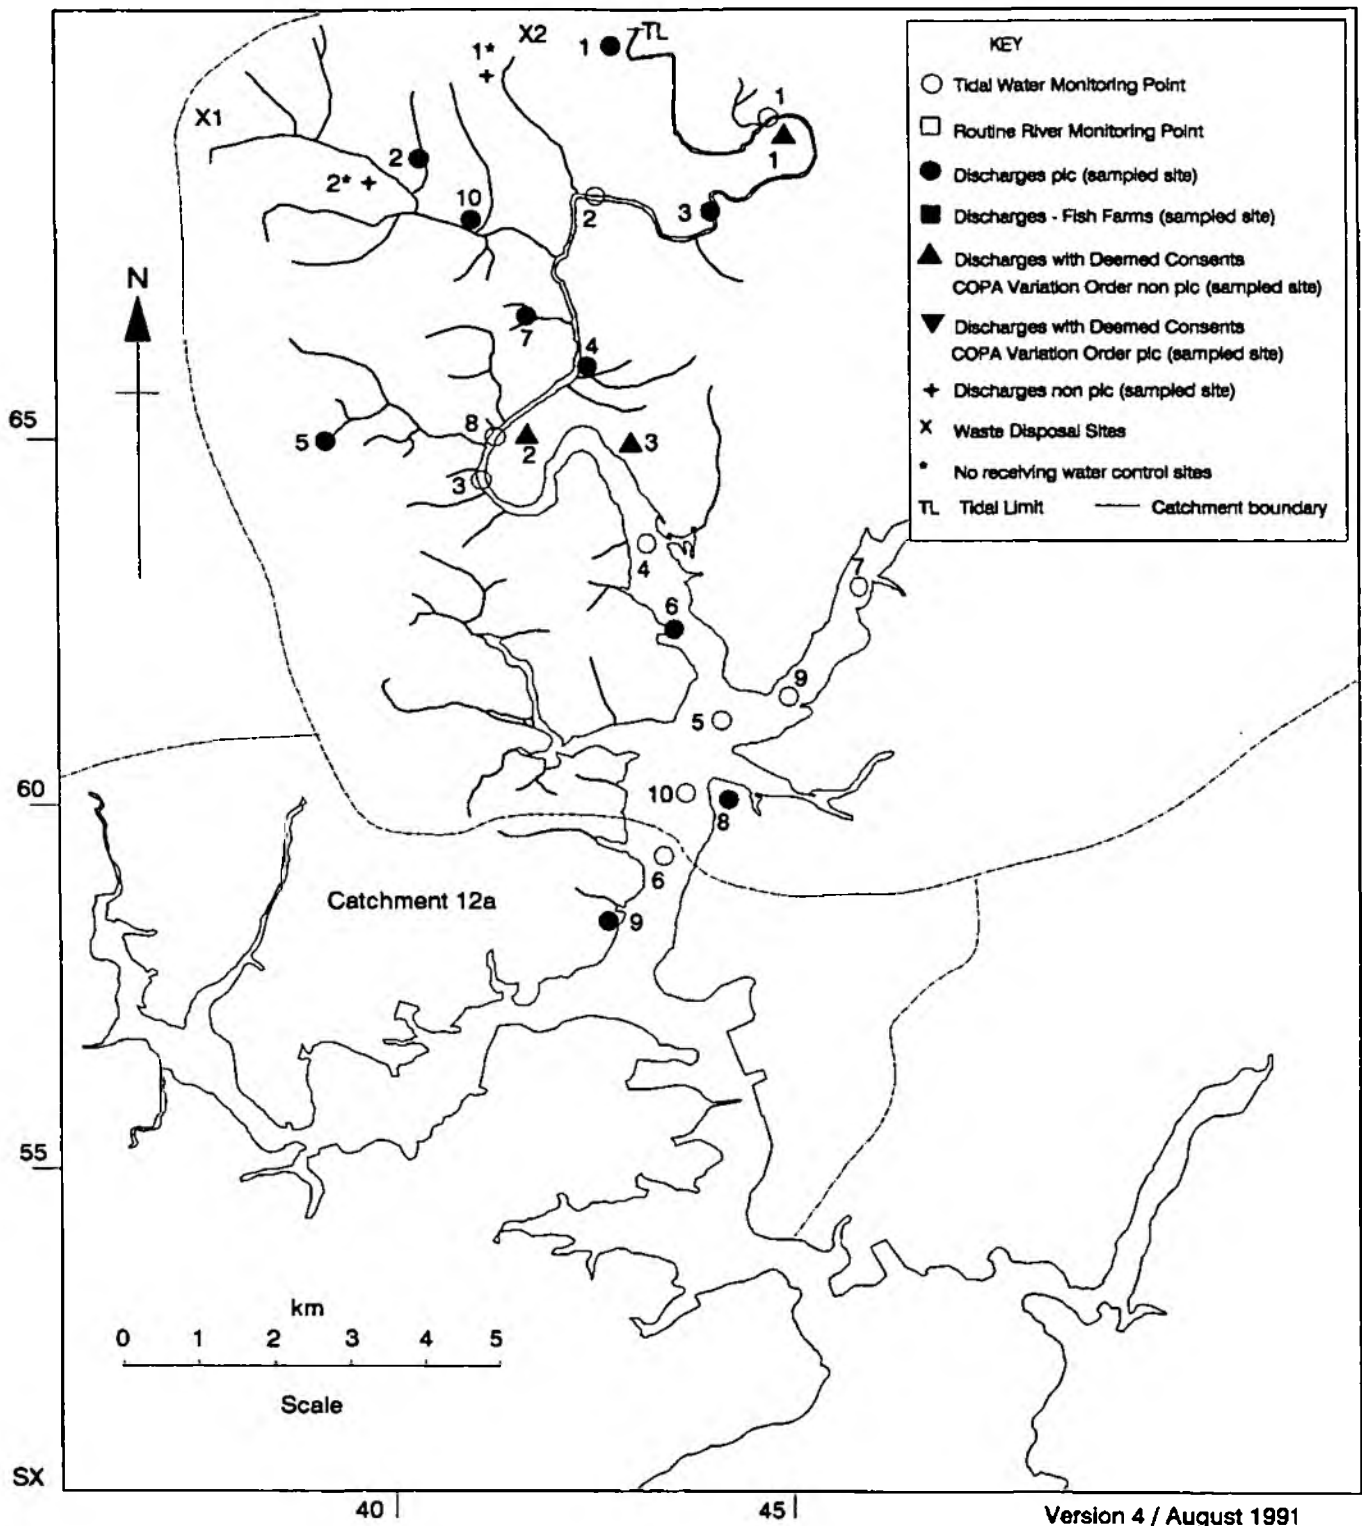 KEY
Tidal Water Monitoring Point
Routine River Monitoring Point
Discharges plc (sampled site)
Discharges - Fish Farms (sampled site)
Discharges with Deemed Consents
COPA Variation Order non plc (sampled site)
Discharges with Deemed Consents
COPA Variation Order plc (sampled site)
+ Discharges non plc (sampled site)
X Waste Disposal Sites
* No receiving water control sites
TL Tidal Limit Catchment boundary
X2
1*
1
TL
1
X1
1
2
2*
10
2
3
N
7
4
65
8
5
2
3
3
4
7
6
9
5
60
10
8
6
Catchment 12a
9
55
km
0 1 2 3 4 5
Scale
SX
40
45
Version 4 / August 1991